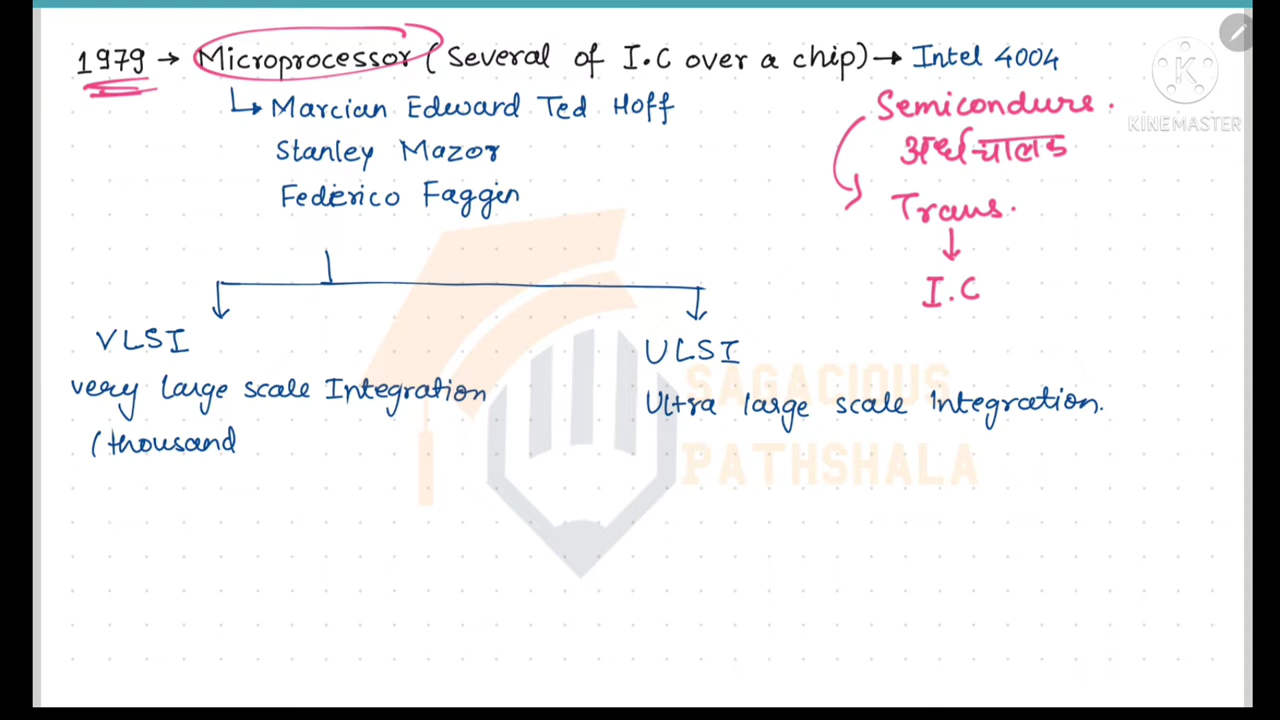 1979 → Microprocessor (Several of I.C over a chip) → Intel 4004
↳ Marcian Edward Ted Hoff
Stanley Mazor
Federico Faggin
Semicondure.
अर्धचालक
Trans.
↓
I.C
KINEMASTER
VLSI
very large scale Integration
(thousand
ULSI
Ultra large scale Integration.
SAGACIOUS
PATHSHALA